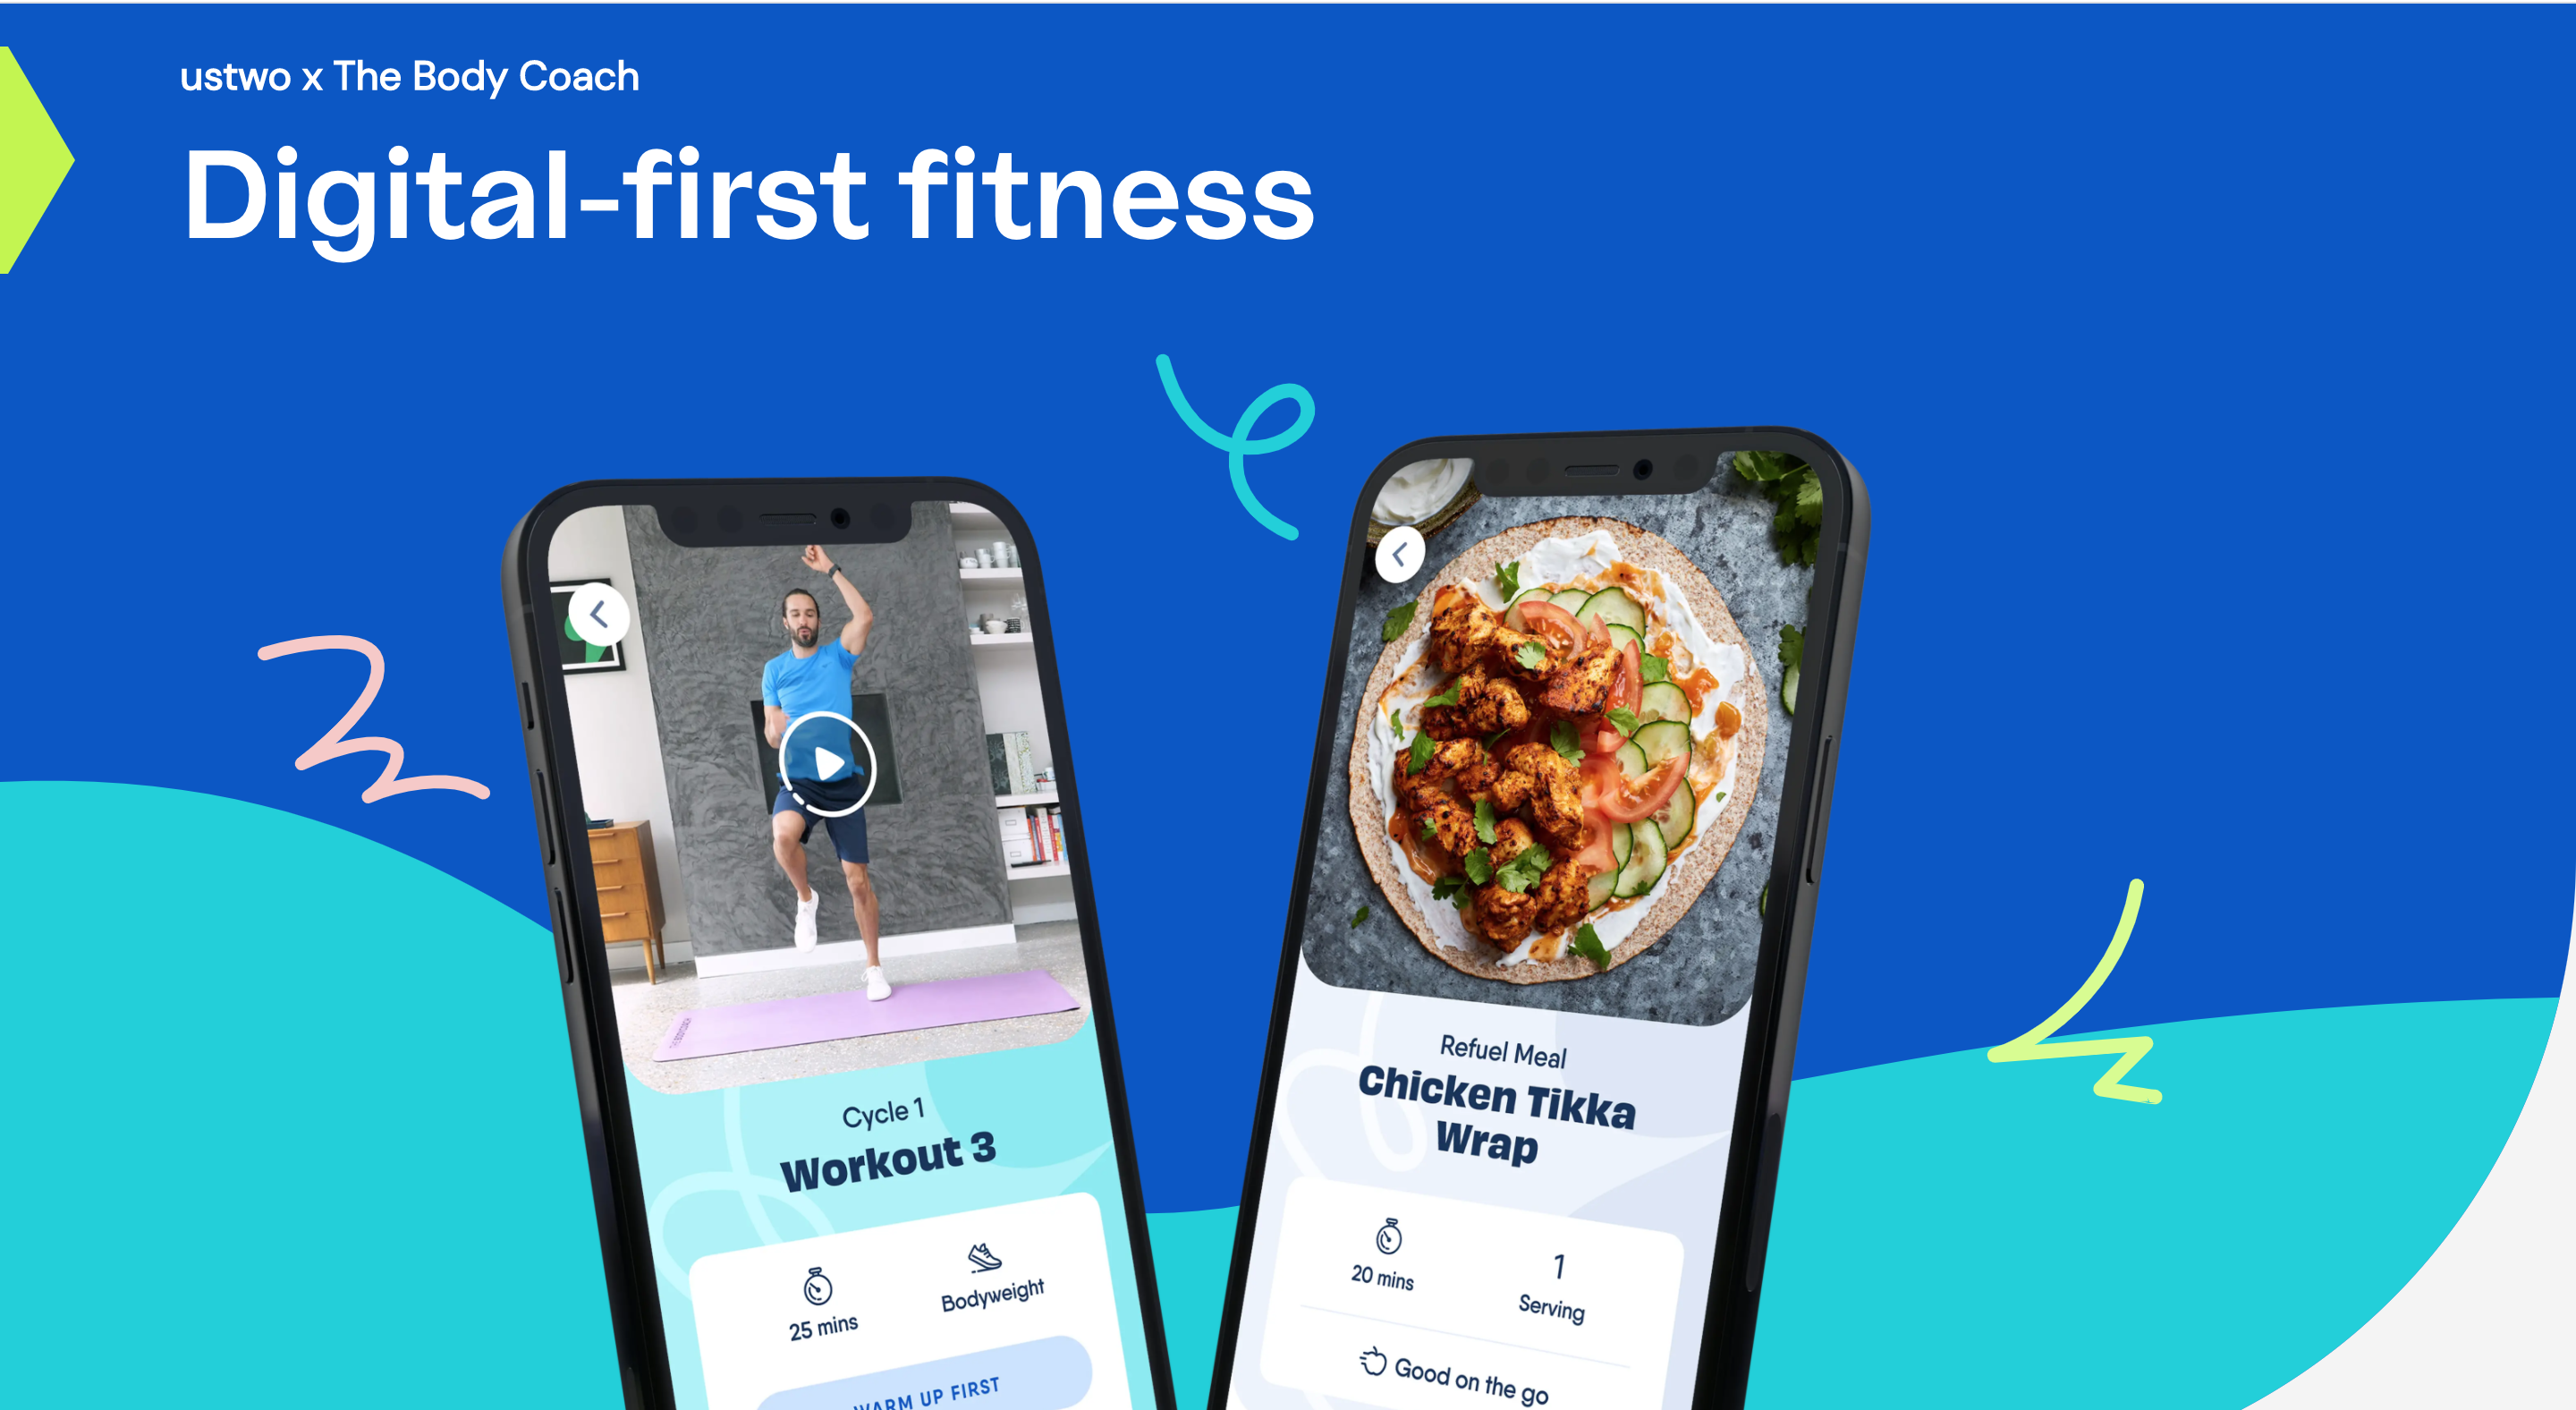 ustwo x The Body Coach
Digital-first fitness
Cycle 1
Workout 3
25 mins
Bodyweight
WARM UP FIRST
Refuel Meal
Chicken Tikka
Wrap
20 mins
1
Serving
Good on the go